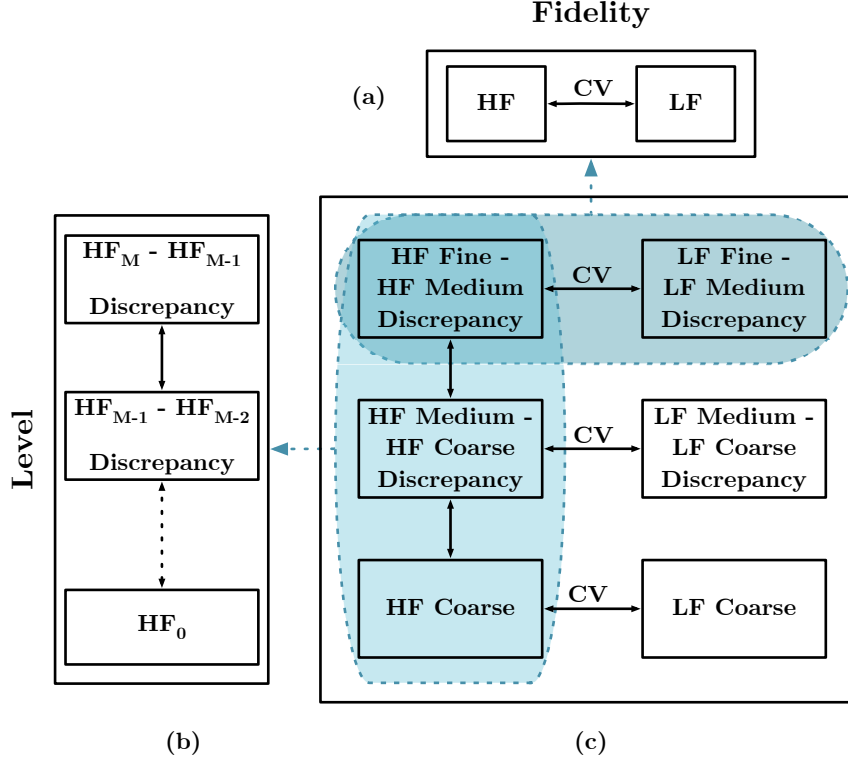 Fidelity
(a)
HF
CV
LF
Level
HF_M - HF_M-1
Discrepancy
HF_M-1 - HF_M-2
Discrepancy
HF_0
HF Fine -
HF Medium
Discrepancy
CV
LF Fine -
LF Medium
Discrepancy
HF Medium -
HF Coarse
Discrepancy
CV
LF Medium -
LF Coarse
Discrepancy
HF Coarse
CV
LF Coarse
(b)
(c)